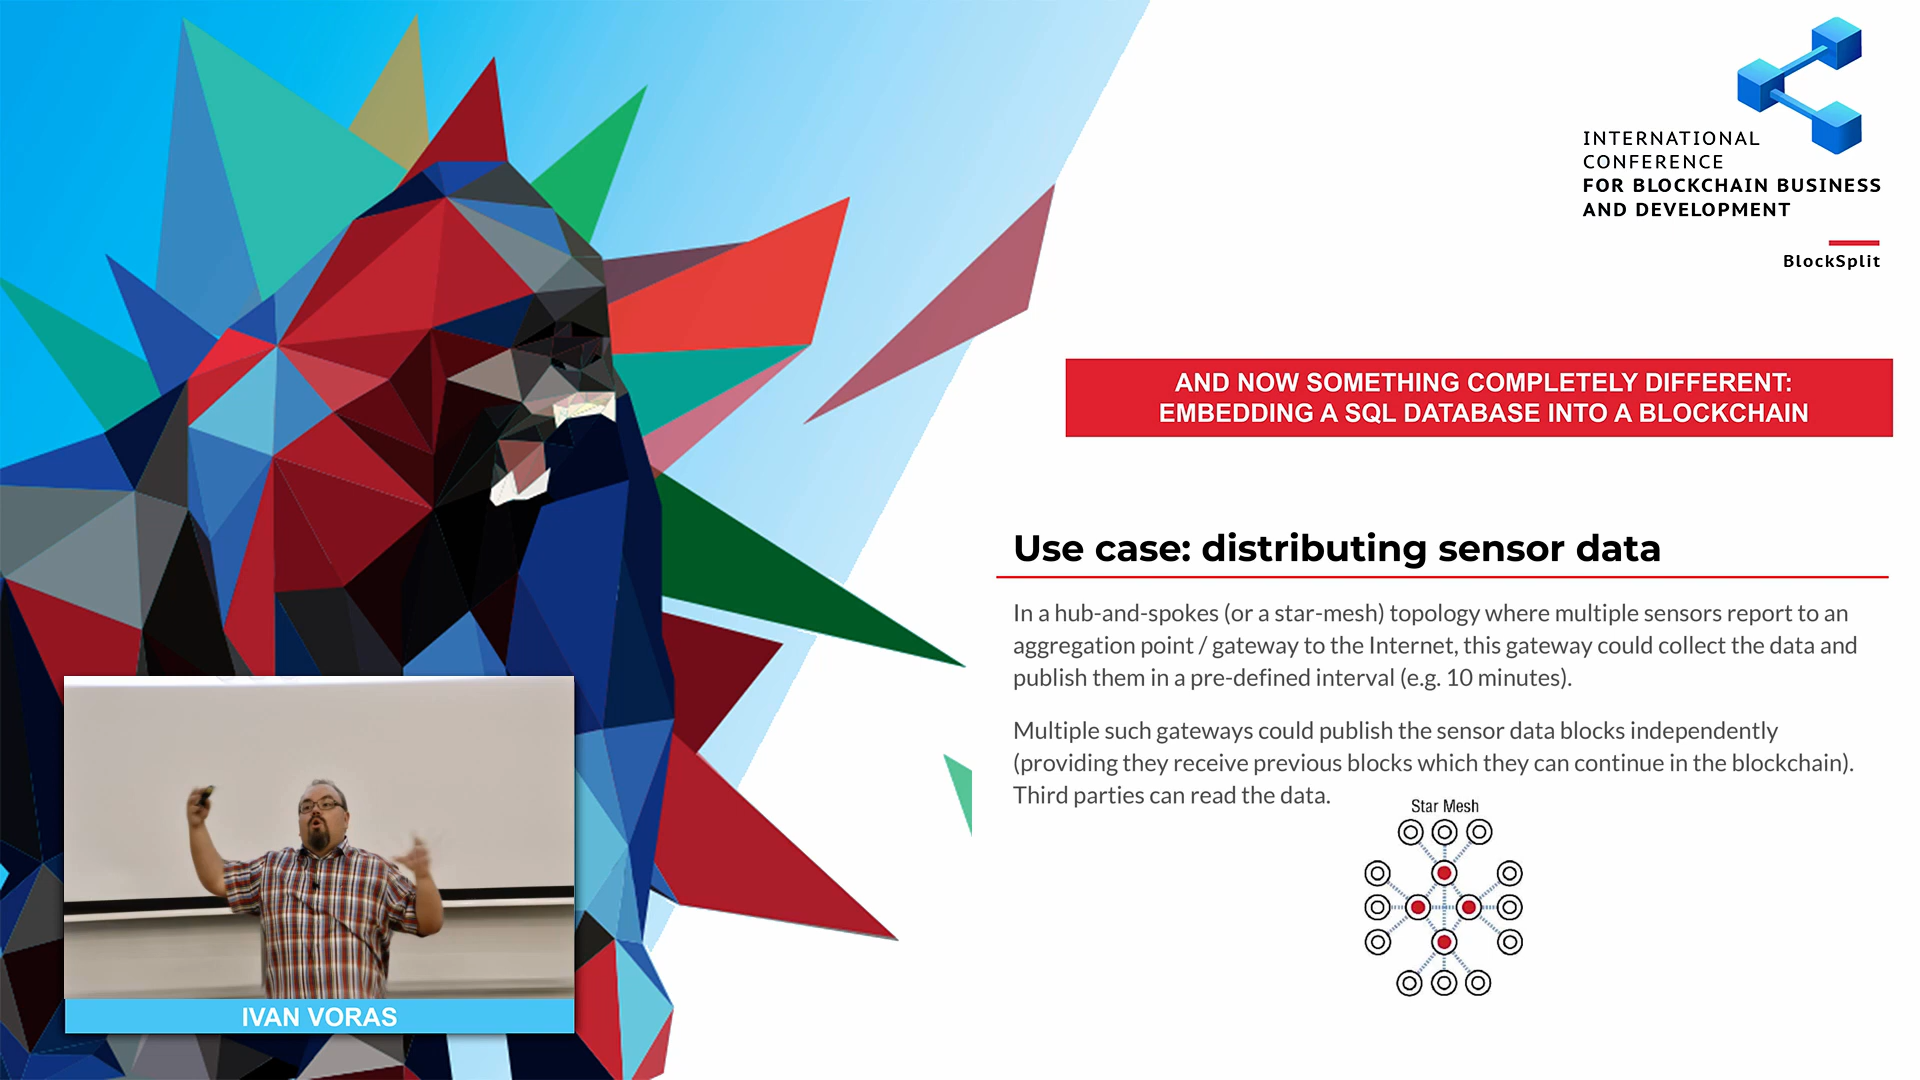 INTERNATIONAL
CONFERENCE
FOR BLOCKCHAIN BUSINESS
AND DEVELOPMENT
BlockSplit
AND NOW SOMETHING COMPLETELY DIFFERENT:
EMBEDDING A SQL DATABASE INTO A BLOCKCHAIN
Use case: distributing sensor data
In a hub-and-spokes (or a star-mesh) topology where multiple sensors report to an
aggregation point / gateway to the Internet, this gateway could collect the data and
publish them in a pre-defined interval (e.g. 10 minutes).
Multiple such gateways could publish the sensor data blocks independently
(providing they receive previous blocks which they can continue in the blockchain).
Third parties can read the data.
Star Mesh
IVAN VORAS